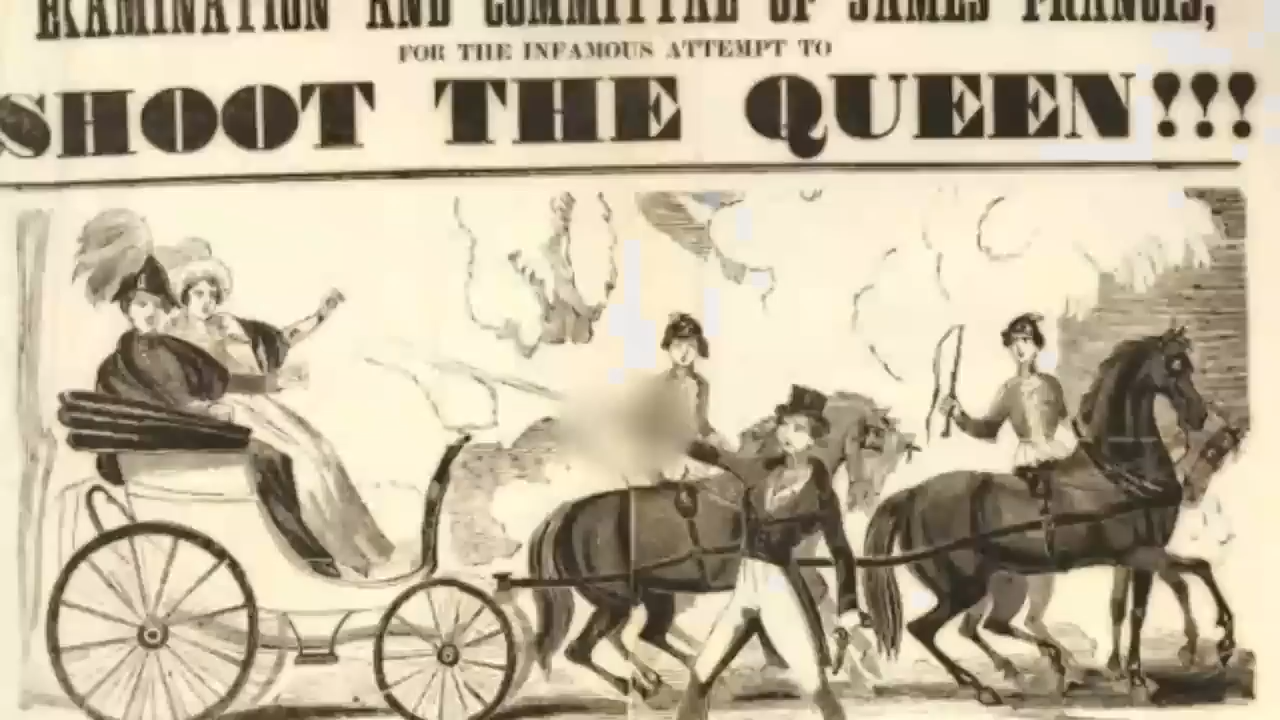 EXAMINATION AND COMMITTAL OF JAMES FRANCIS,
FOR THE INFAMOUS ATTEMPT TO
SHOOT THE QUEEN!!!